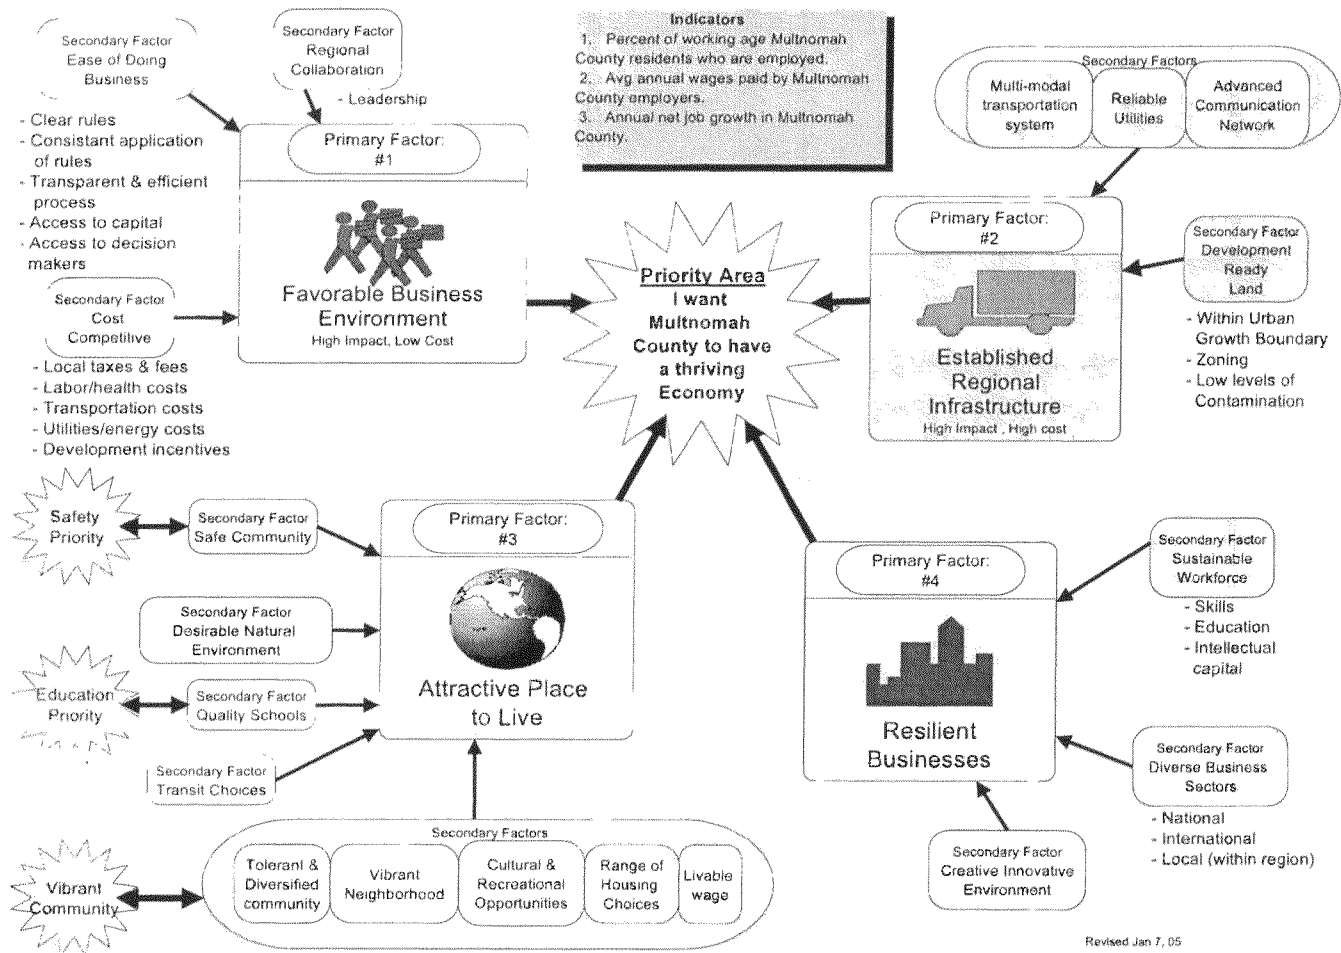 Secondary Factor
Ease of Doing
Business
- Clear rules
- Consistant application
of rules
- Transparent & efficient
process
- Access to capital
- Access to decision
makers
Secondary Factor
Regional
Collaboration
- Leadership
Secondary Factor
Cost
Competitive
- Local taxes & fees
- Labor/health costs
- Transportation costs
- Utilities/energy costs
- Development incentives
Primary Factor:
#1
Favorable Business
Environment
High Impact, Low Cost
Indicators
1. Percent of working age Multnomah
County residents who are employed.
2. Avg annual wages paid by Multnomah
County employers.
3. Annual net job growth in Multnomah
County.
Priority Area
I want
Multnomah
County to have
a thriving
Economy
Secondary Factors
Multi-modal
transportation
system
Reliable
Utilities
Advanced
Communication
Network
Primary Factor:
#2
Established
Regional
Infrastructure
High Impact , High cost
Secondary Factor
Development
Ready
Land
- Within Urban
Growth Boundary
- Zoning
- Low levels of
Contamination
Safety
Priority
Secondary Factor
Safe Community
Secondary Factor
Desirable Natural
Environment
Education
Priority
Secondary Factor
Quality Schools
Secondary Factor
Transit Choices
Primary Factor:
#3
Attractive Place
to Live
Vibrant
Community
Secondary Factors
Tolerant &
Diversified
community
Vibrant
Neighborhood
Cultural &
Recreational
Opportunities
Range of
Housing
Choices
Livable
wage
Primary Factor:
#4
Resilient
Businesses
Secondary Factor
Sustainable
Workforce
- Skills
- Education
- Intellectual
capital
Secondary Factor
Diverse Business
Sectors
- National
- International
- Local (within region)
Secondary Factor
Creative Innovative
Environment
Revised Jan 7, 05